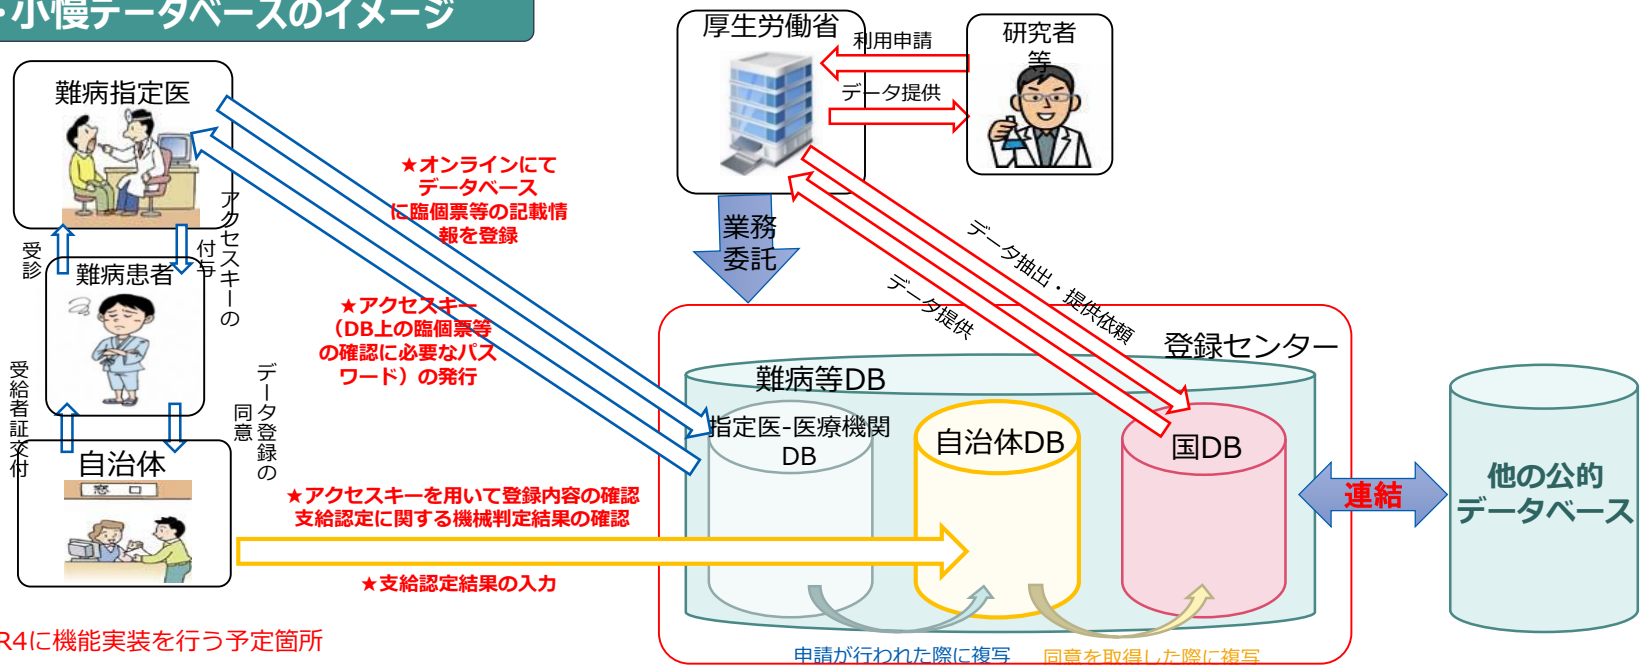 ・小慢データベースのイメージ
難病指定医
受診
アクセスキーの
付与
難病患者
受給者証交付
データ登録の
同意
自治体
窓口
R4に機能実装を行う予定箇所
★オンラインにて
データベース
に臨個票等の記載情
報を登録
★アクセスキー
（DB上の臨個票等
の確認に必要なパス
ワード）の発行
★アクセスキーを用いて登録内容の確認
支給認定に関する機械判定結果の確認
★支給認定結果の入力
厚生労働省
利用申請
データ提供
研究者
等
業務
委託
データ抽出・提供依頼
データ提供
登録センター
難病等DB
指定医-医療機関
DB
自治体DB
国DB
申請が行われた際に複写
同意を取得した際に複写
連結
他の公的
データベース